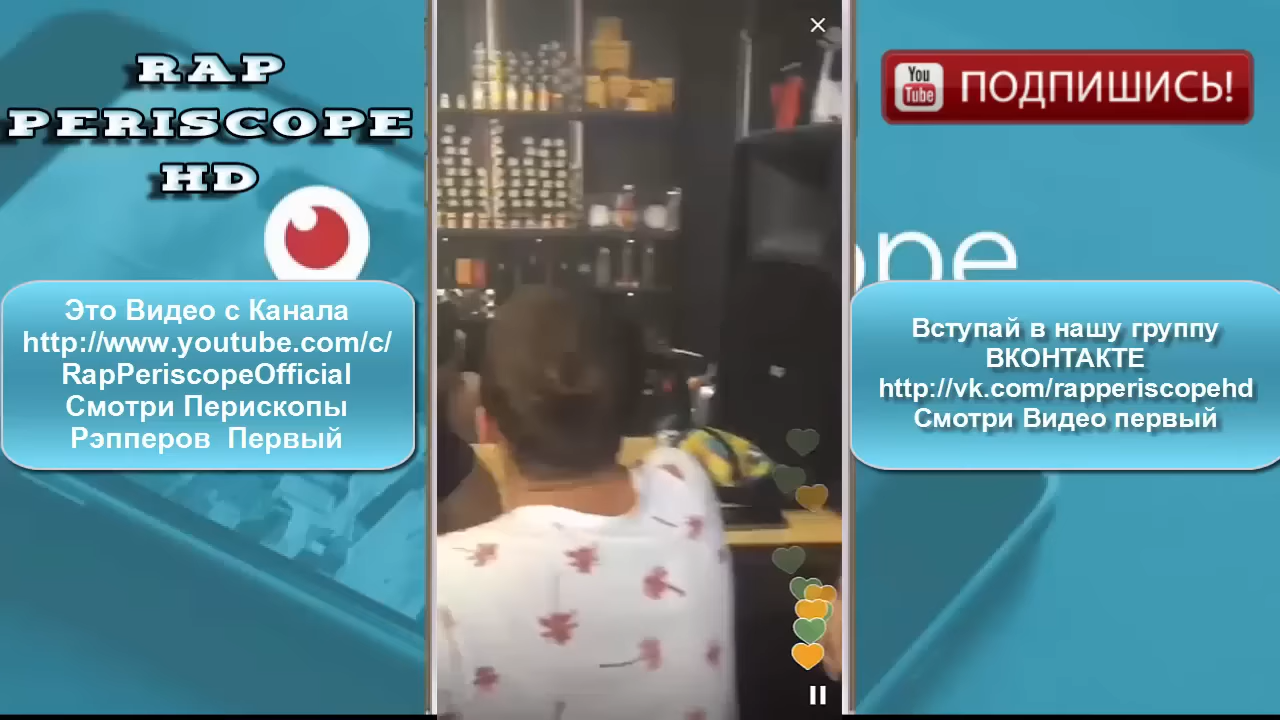 RAP
PERISCOPE
HD
Это Видео с Канала
http://www.youtube.com/c/
RapPeriscopeOfficial
Смотри Перископы
Рэпперов Первый
You
Tube
ПОДПИШИСЬ!
ope
Вступай в нашу группу
ВКОНТАКТЕ
http://vk.com/rapperiscopehd
Смотри Видео первый